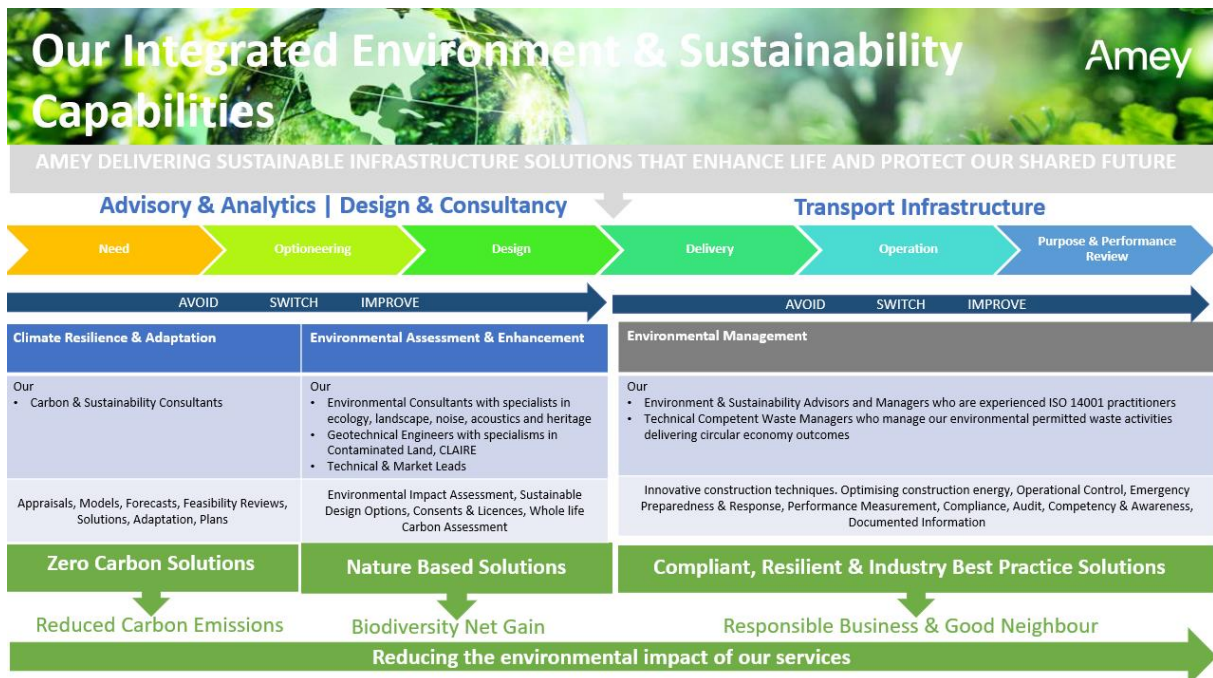 Our Integrated Environment & Sustainability
Capabilities
Amey
AMEY DELIVERING SUSTAINABLE INFRASTRUCTURE SOLUTIONS THAT ENHANCE LIFE AND PROTECT OUR SHARED FUTURE
Advisory & Analytics | Design & Consultancy
Transport Infrastructure
Need
Optioneering
Design
Delivery
Operation
Purpose & Performance
Review
AVOID SWITCH IMPROVE
AVOID SWITCH IMPROVE
Climate Resilience & Adaptation
Our
• Carbon & Sustainability Consultants
Appraisals, Models, Forecasts, Feasibility Reviews,
Solutions, Adaptation, Plans
Zero Carbon Solutions
Reduced Carbon Emissions
Environmental Assessment & Enhancement
Our
• Environmental Consultants with specialists in
ecology, landscape, noise, acoustics and heritage
• Geotechnical Engineers with specialisms in
Contaminated Land, CLAIRE
• Technical & Market Leads
Environmental Impact Assessment, Sustainable
Design Options, Consents & Licences, Whole life
Carbon Assessment
Nature Based Solutions
Biodiversity Net Gain
Environmental Management
Our
• Environment & Sustainability Advisors and Managers who are experienced ISO 14001 practitioners
• Technical Competent Waste Managers who manage our environmental permitted waste activities
delivering circular economy outcomes
Innovative construction techniques. Optimising construction energy, Operational Control, Emergency
Preparedness & Response, Performance Measurement, Compliance, Audit, Competency & Awareness,
Documented Information
Compliant, Resilient & Industry Best Practice Solutions
Responsible Business & Good Neighbour
Reducing the environmental impact of our services